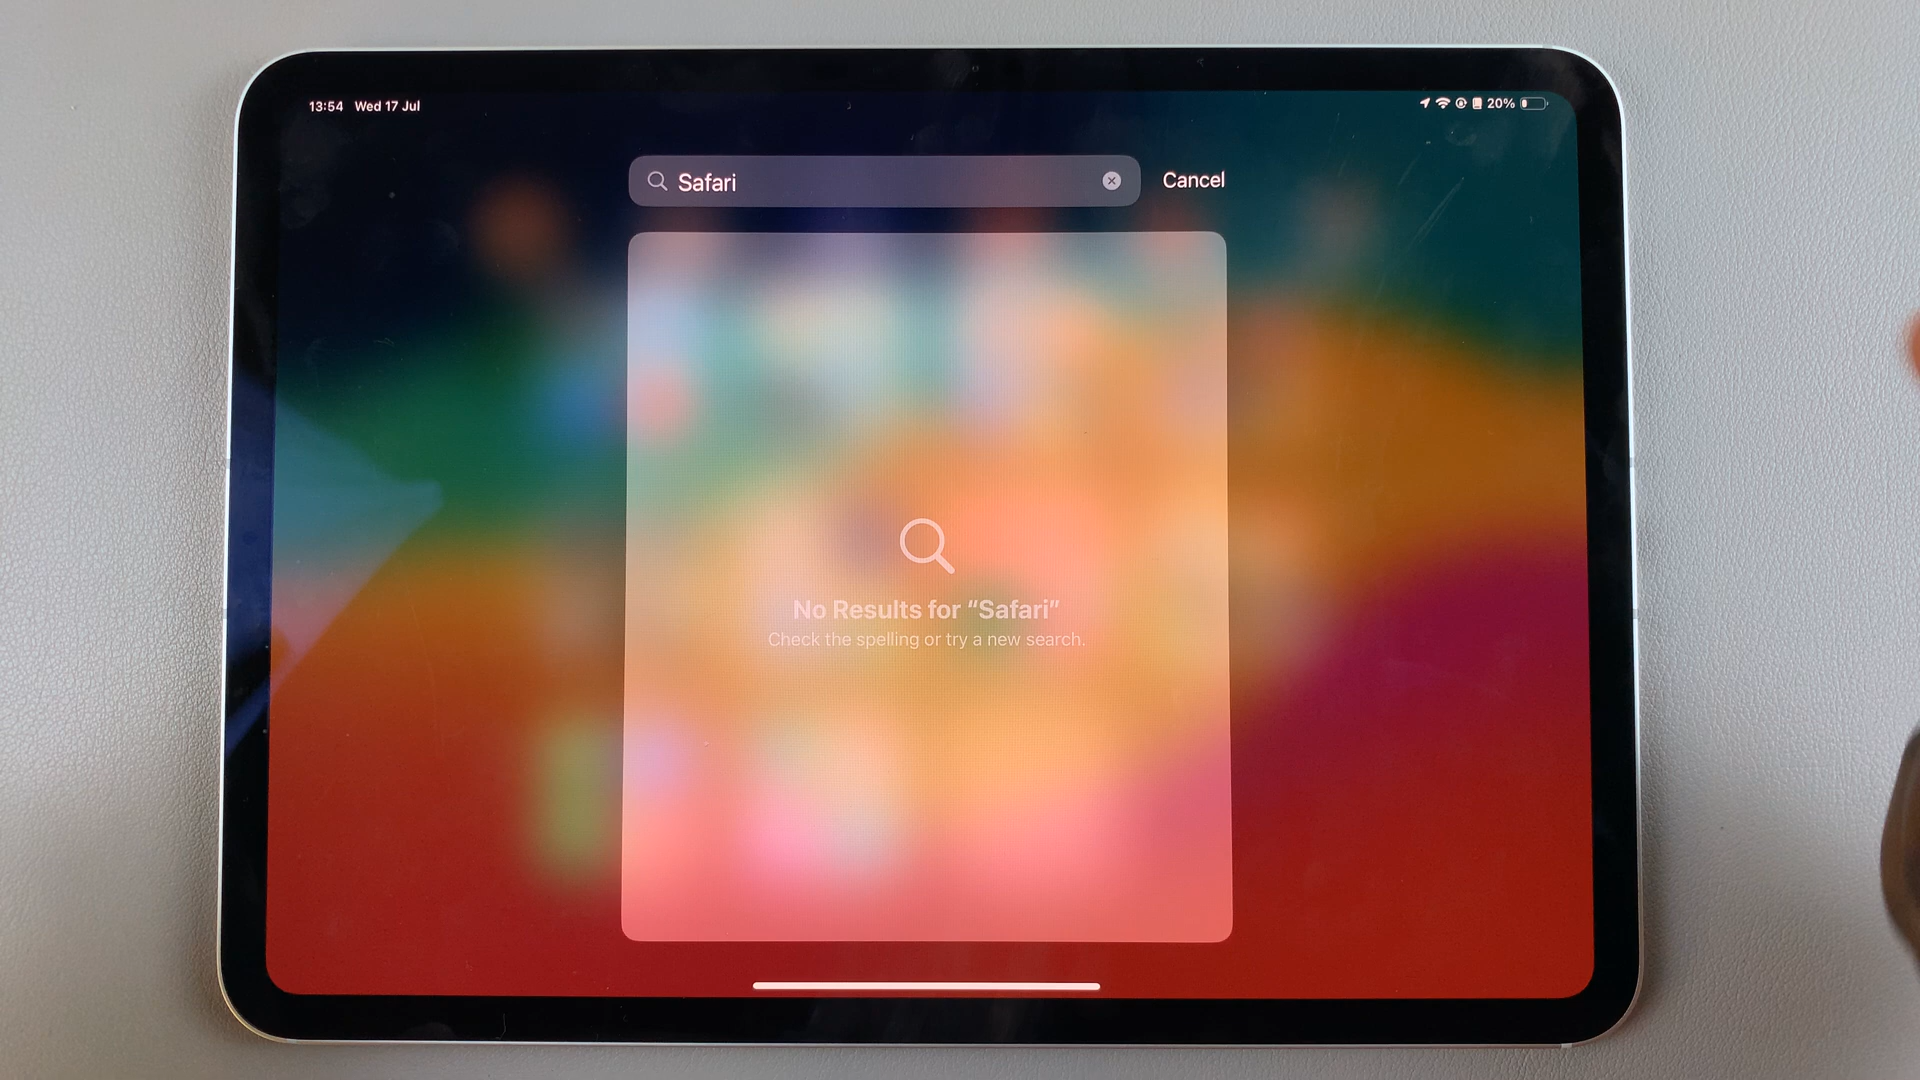 13:54 Wed 17 Jul
20%
Safari
Cancel
No Results for “Safari”
Check the spelling or try a new search.